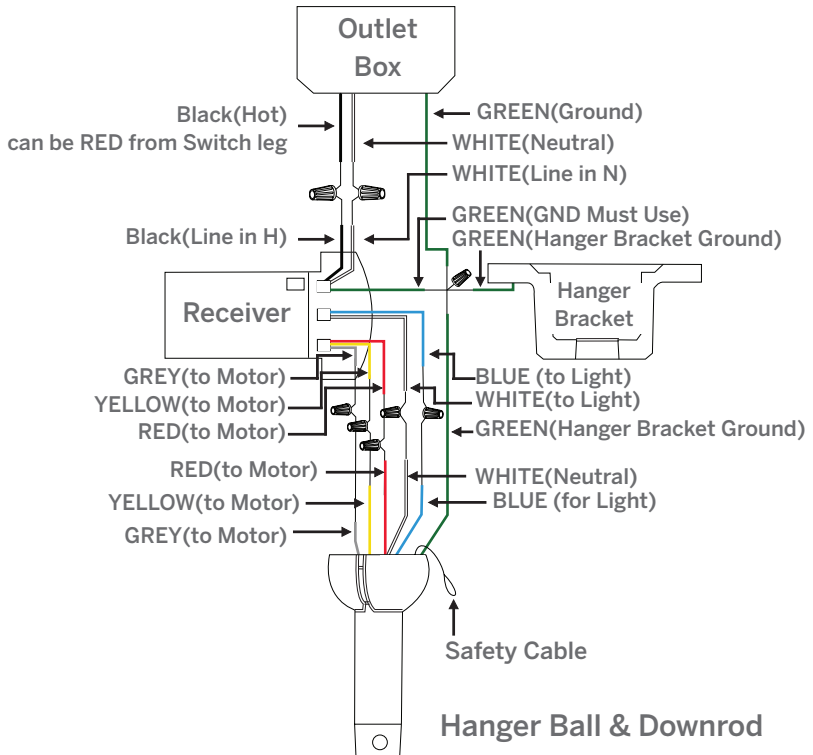 Outlet
Box
Black(Hot)
can be RED from Switch leg
GREEN(Ground)
WHITE(Neutral)
WHITE(Line in N)
GREEN(GND Must Use)
Black(Line in H)
GREEN(Hanger Bracket Ground)
Receiver
Hanger
Bracket
GREY(to Motor)
YELLOW(to Motor)
RED(to Motor)
BLUE (to Light)
WHITE(to Light)
GREEN(Hanger Bracket Ground)
RED(to Motor)
YELLOW(to Motor)
GREY(to Motor)
WHITE(Neutral)
BLUE (for Light)
Safety Cable
Hanger Ball & Downrod